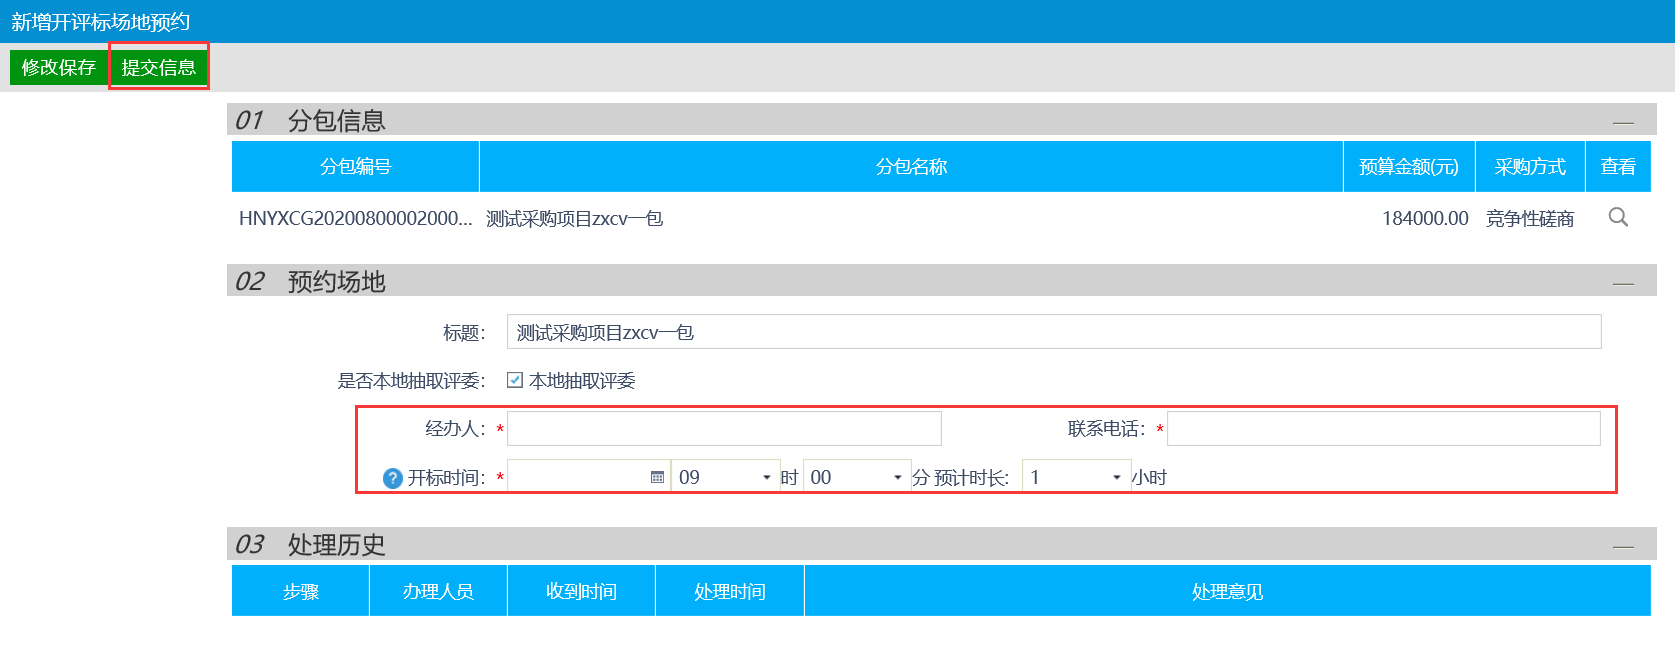 新增开评标场地预约
修改保存 提交信息
01 分包信息
分包编号 分包名称 预算金额(元) 采购方式 查看
HNYXCG20200800002000... 测试采购项目zxcv一包 184000.00 竞争性磋商
02 预约场地
标题： 测试采购项目zxcv一包
是否本地抽取评委： 本地抽取评委
经办人：* 联系电话：*
? 开标时间：* 09 时 00 分 预计时长： 1 小时
03 处理历史
步骤 办理人员 收到时间 处理时间 处理意见